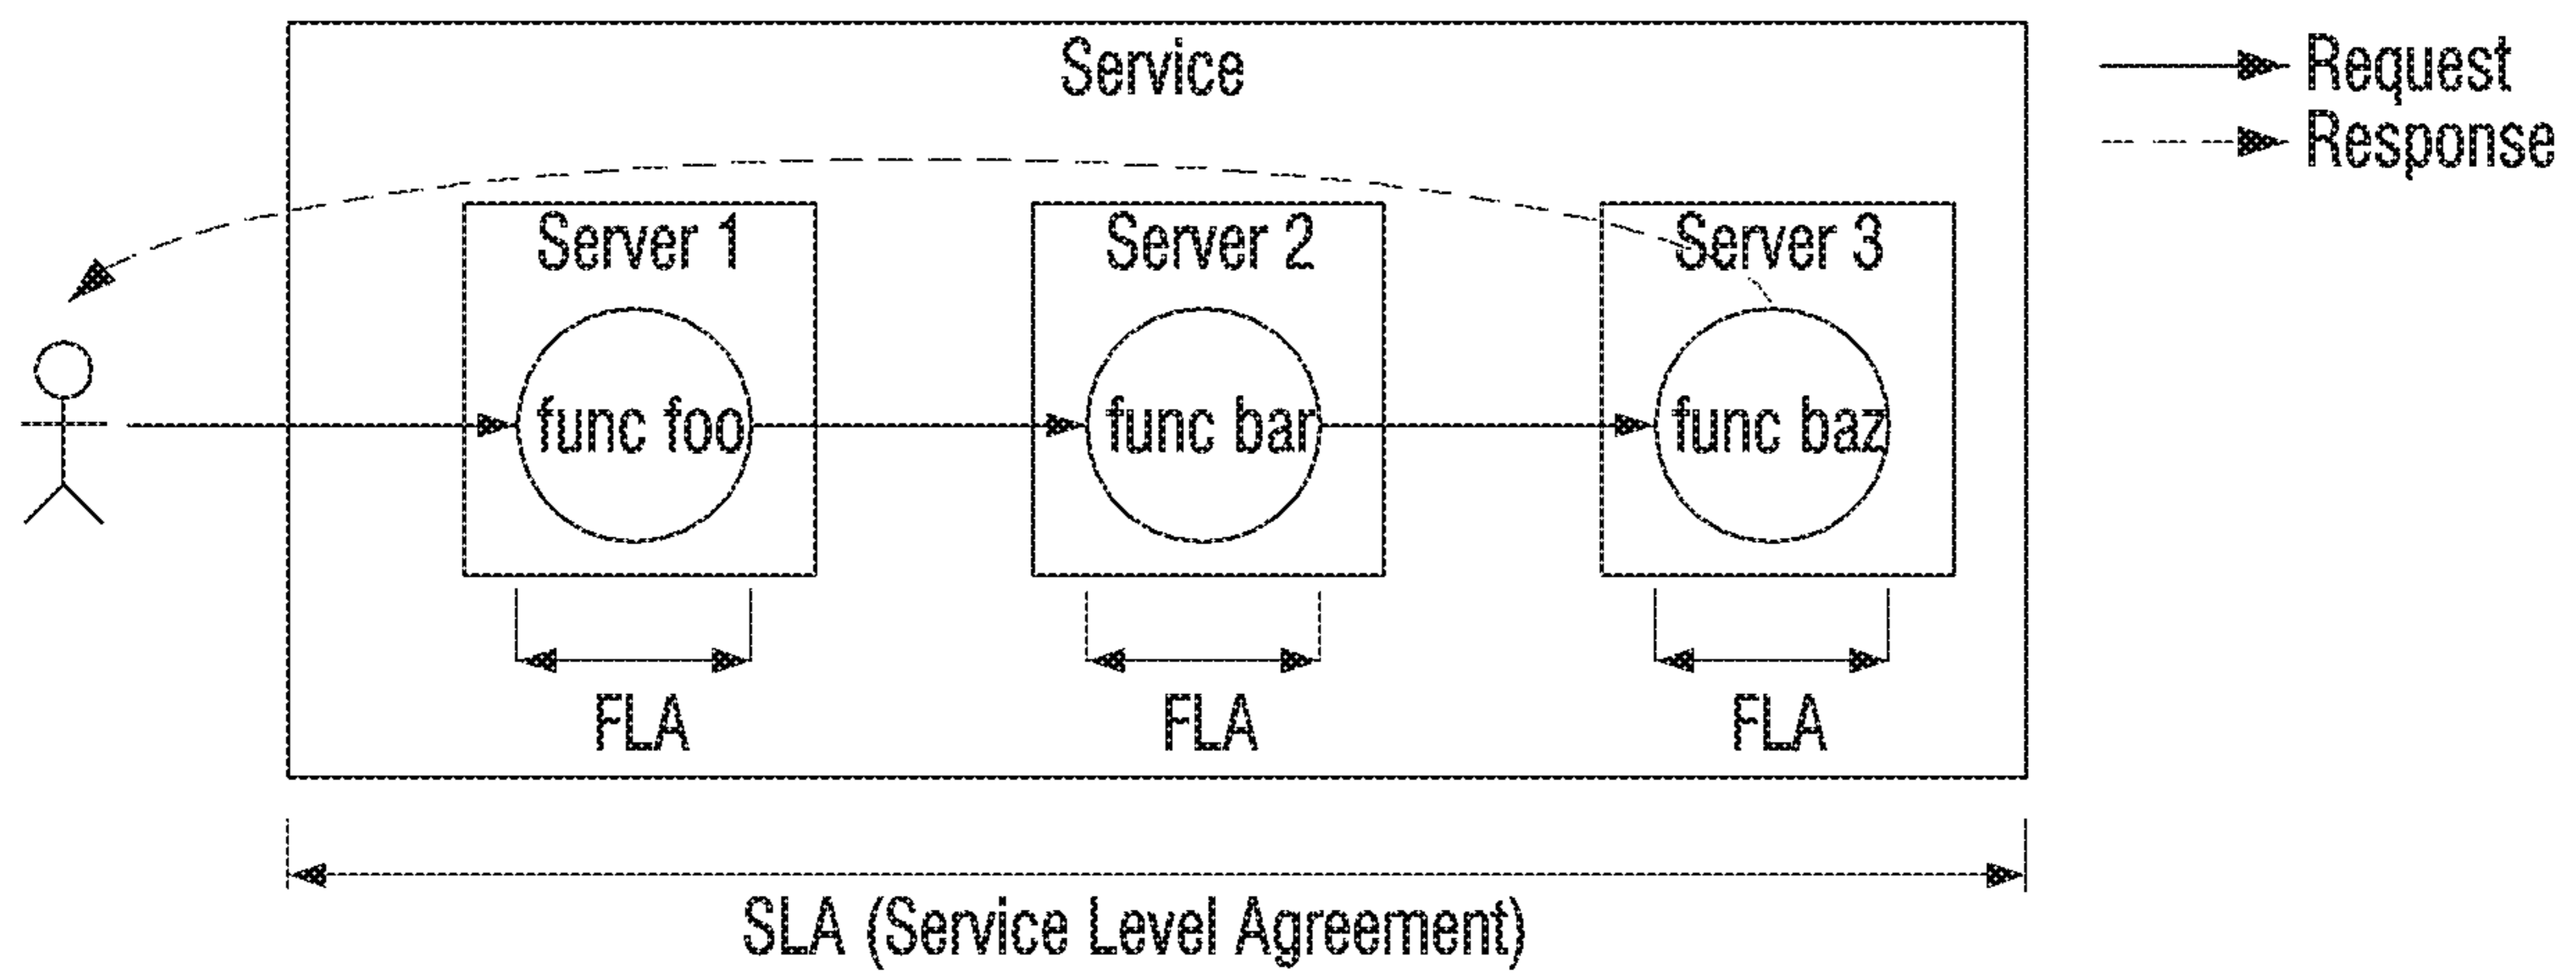 Service
Request
Response
Server 1
Server 2
Server 3
func foo
func bar
func baz
FLA
FLA
FLA
SLA (Service Level Agreement)